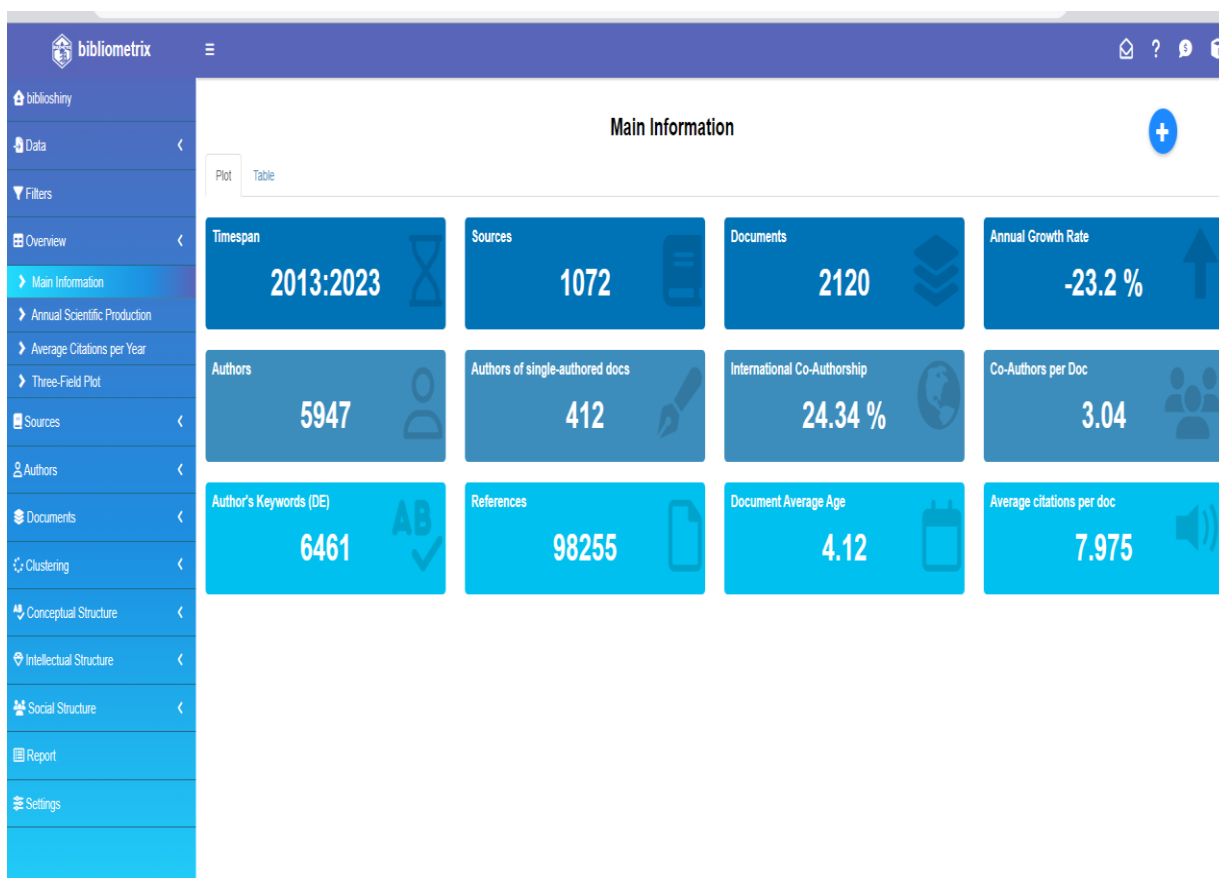 bibliometrix
biblioshiny
Data
Filters
Overview
Main Information
Annual Scientific Production
Average Citations per Year
Three-Field Plot
Sources
Authors
Documents
Clustering
Conceptual Structure
Intellectual Structure
Social Structure
Report
Settings
Main Information
Plot Table
Timespan
2013:2023
Sources
1072
Documents
2120
Annual Growth Rate
-23.2 %
Authors
5947
Authors of single-authored docs
412
International Co-Authorship
24.34 %
Co-Authors per Doc
3.04
Author's Keywords (DE)
6461
References
98255
Document Average Age
4.12
Average citations per doc
7.975